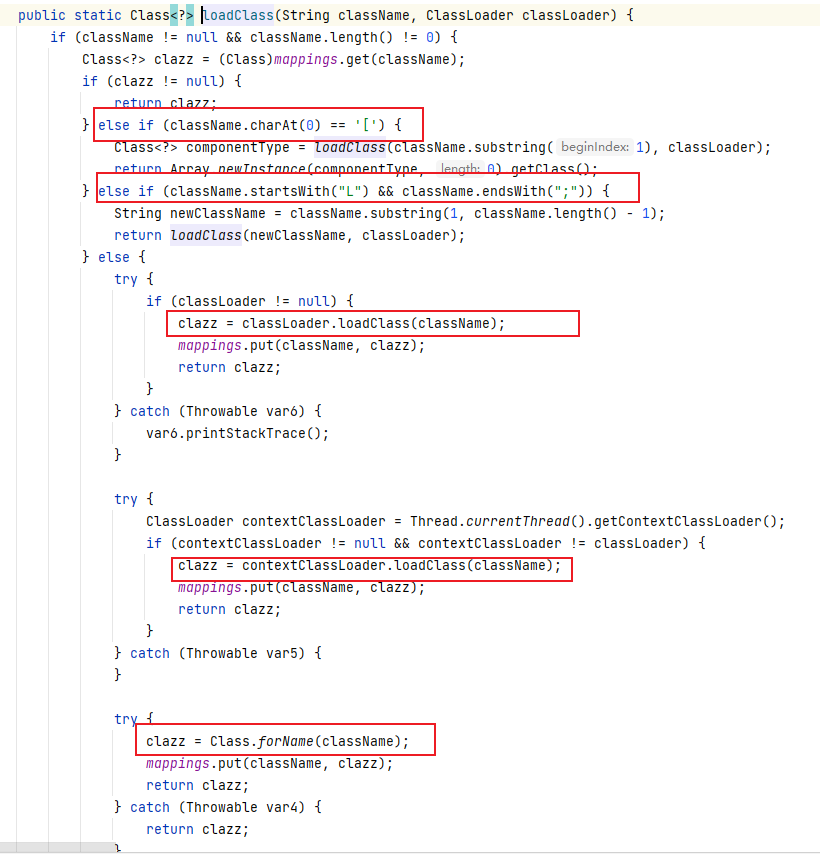 public static Class<?> loadClass(String className, ClassLoader classLoader) {
if (className != null && className.length() != 0) {
Class<?> clazz = (Class)mappings.get(className);
if (clazz != null) {
return clazz;
} else if (className.charAt(0) == '[') {
Class<?> componentType = loadClass(className.substring( beginIndex: 1), classLoader);
return Array.newInstance(componentType, length: 0).getClass();
} else if (className.startsWith("L") && className.endsWith(";")) {
String newClassName = className.substring(1, className.length() - 1);
return loadClass(newClassName, classLoader);
} else {
try {
if (classLoader != null) {
clazz = classLoader.loadClass(className);
mappings.put(className, clazz);
return clazz;
}
} catch (Throwable var6) {
var6.printStackTrace();
}
try {
ClassLoader contextClassLoader = Thread.currentThread().getContextClassLoader();
if (contextClassLoader != null && contextClassLoader != classLoader) {
clazz = contextClassLoader.loadClass(className);
mappings.put(className, clazz);
return clazz;
}
} catch (Throwable var5) {
}
try {
clazz = Class.forName(className);
mappings.put(className, clazz);
return clazz;
} catch (Throwable var4) {
return clazz;
}